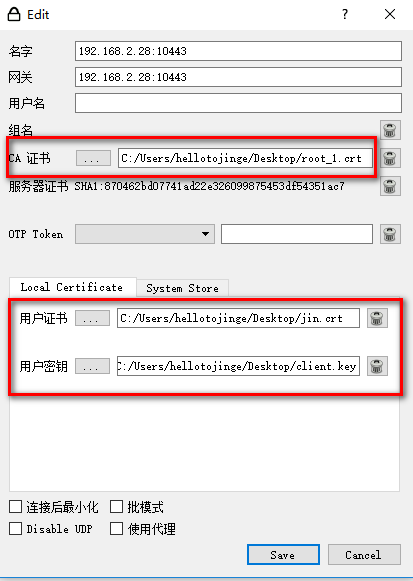 Edit
?
名字 192.168.2.28:10443
网关 192.168.2.28:10443
用户名
组名
CA 证书 ... C:/Users/hellotojinge/Desktop/root_1.crt
服务器证书 SHA1:870462bd07741ad22e326099875453df54351ac7
OTP Token
Local Certificate System Store
用户证书 ... C:/Users/hellotojinge/Desktop/jin.crt
用户密钥 ... C:/Users/hellotojinge/Desktop/client.key
连接后最小化 批模式
Disable UDP 使用代理
Save Cancel